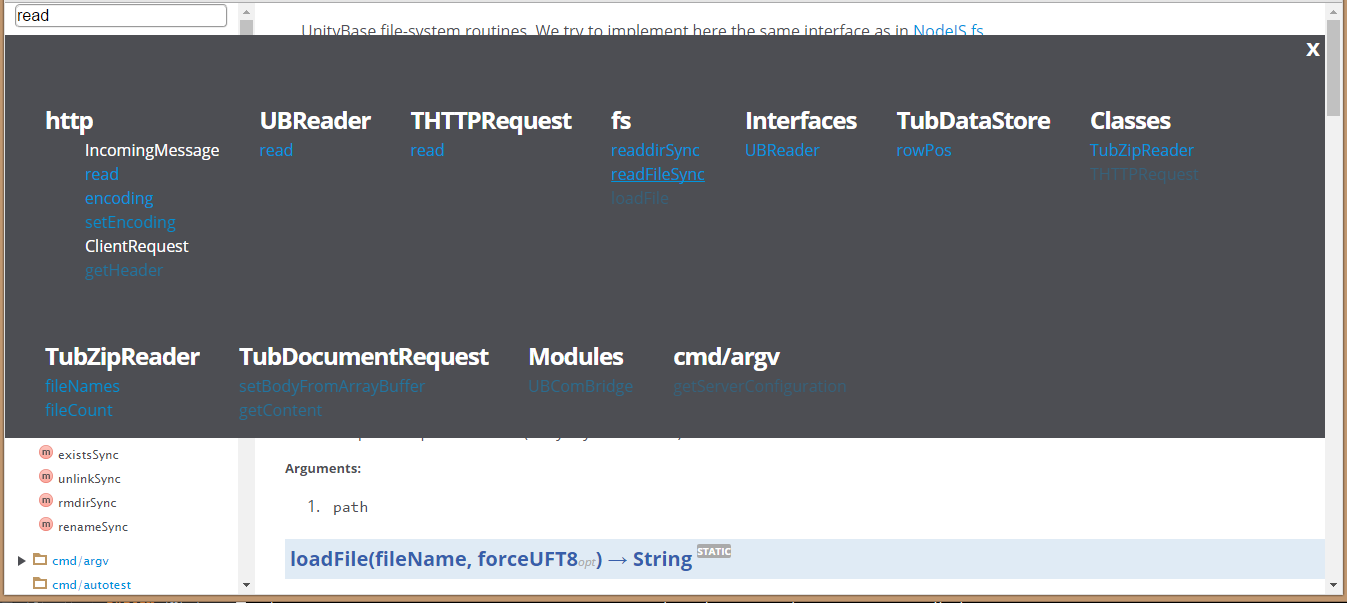 read
UnityBase file-system routines. We try to implement here the same interface as in NodeJS fs
X
http
IncomingMessage
read
encoding
setEncoding
ClientRequest
getHeader
UBReader
read
THTTPRequest
read
fs
readdirSync
readFileSync
loadFile
Interfaces
UBReader
TubDataStore
rowPos
Classes
TubZipReader
THTTPRequest
TubZipReader
fileNames
fileCount
TubDocumentRequest
setBodyFromArrayBuffer
getContent
Modules
UBComBridge
cmd/argv
getServerConfiguration
m existsSync
m unlinkSync
m rmdirSync
m renameSync
cmd/argv
cmd/autotest
Arguments:
1. path
loadFile(fileName, forceUFT8opt) → String STATIC